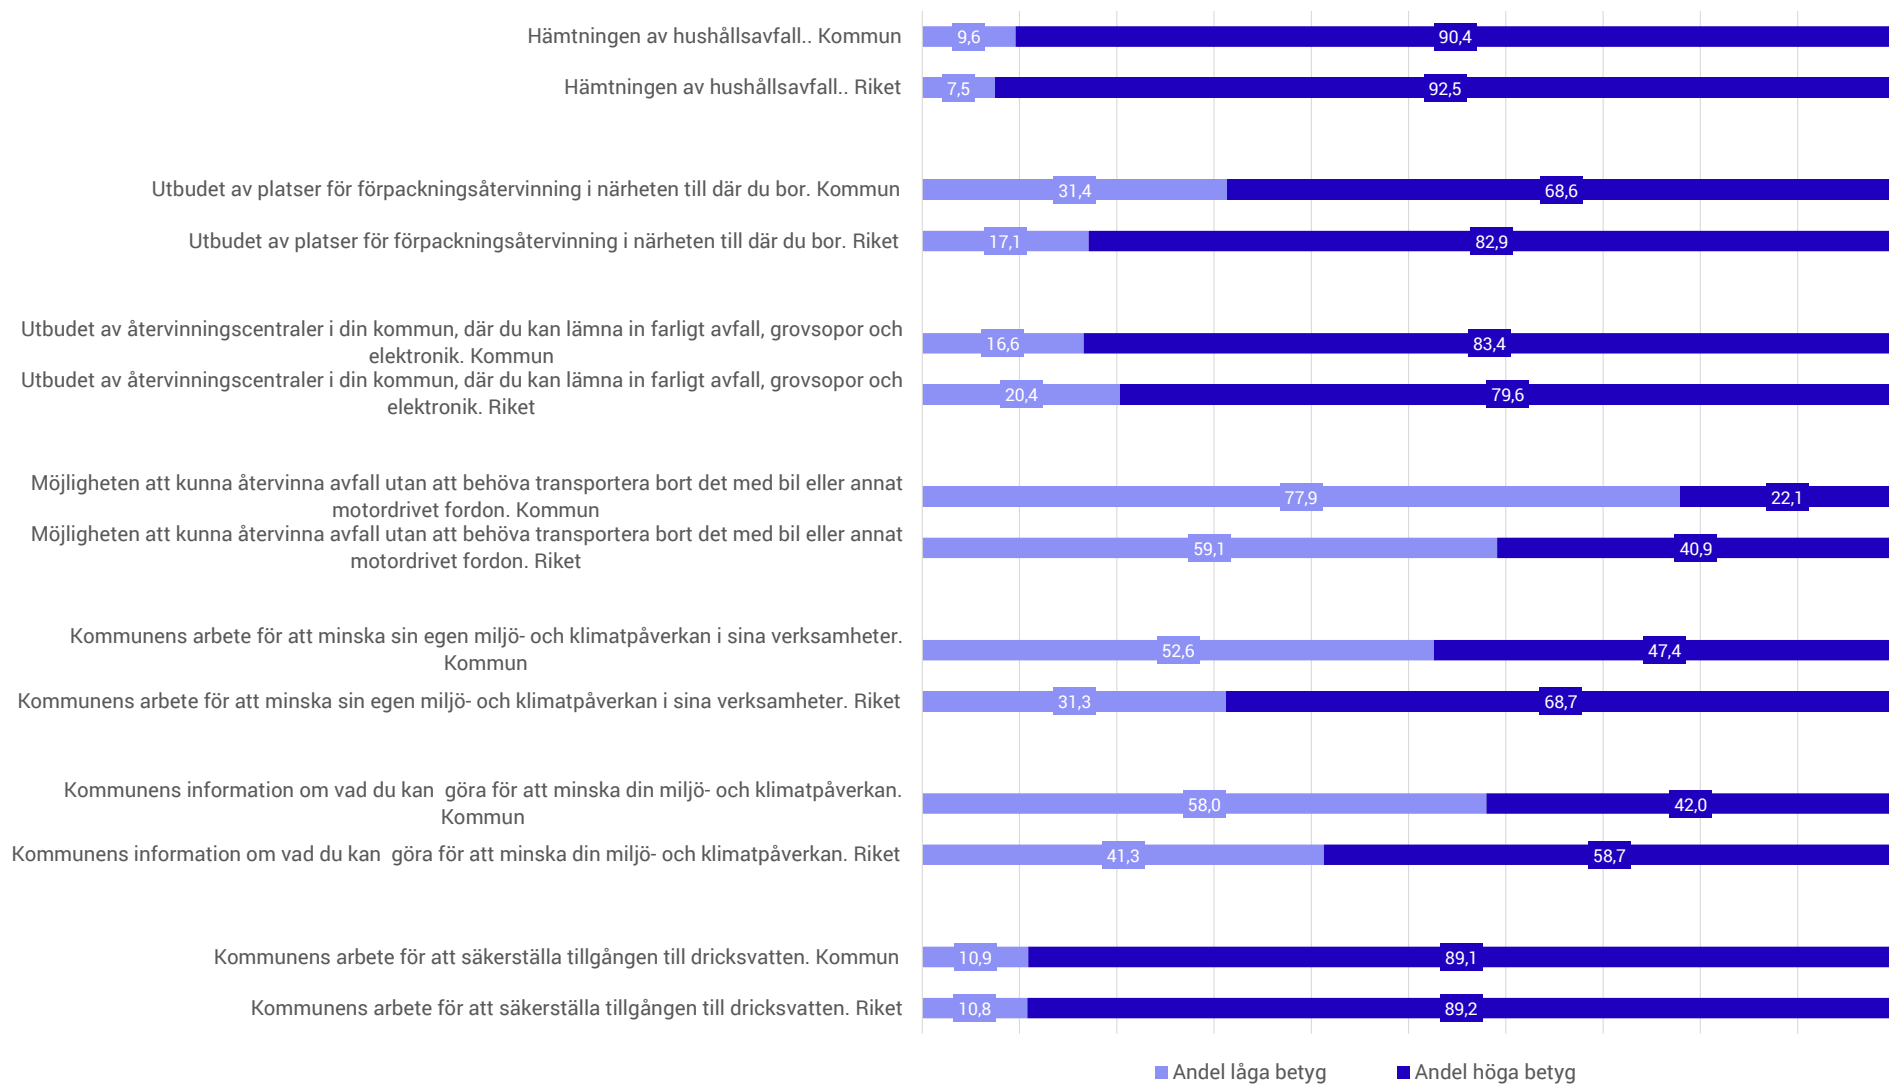 Hämtningen av hushållsavfall.. Kommun
9,6
90,4
Hämtningen av hushållsavfall.. Riket
7,5
92,5
Utbudet av platser för förpackningsåtervinning i närheten till där du bor. Kommun
31,4
68,6
Utbudet av platser för förpackningsåtervinning i närheten till där du bor. Riket
17,1
82,9
Utbudet av återvinningscentraler i din kommun, där du kan lämna in farligt avfall, grovsopor och
elektronik. Kommun
16,6
83,4
Utbudet av återvinningscentraler i din kommun, där du kan lämna in farligt avfall, grovsopor och
elektronik. Riket
20,4
79,6
Möjligheten att kunna återvinna avfall utan att behöva transportera bort det med bil eller annat
motordrivet fordon. Kommun
77,9
22,1
Möjligheten att kunna återvinna avfall utan att behöva transportera bort det med bil eller annat
motordrivet fordon. Riket
59,1
40,9
Kommunens arbete för att minska sin egen miljö- och klimatpåverkan i sina verksamheter.
Kommun
52,6
47,4
Kommunens arbete för att minska sin egen miljö- och klimatpåverkan i sina verksamheter. Riket
31,3
68,7
Kommunens information om vad du kan  göra för att minska din miljö- och klimatpåverkan.
Kommun
58,0
42,0
Kommunens information om vad du kan  göra för att minska din miljö- och klimatpåverkan. Riket
41,3
58,7
Kommunens arbete för att säkerställa tillgången till dricksvatten. Kommun
10,9
89,1
Kommunens arbete för att säkerställa tillgången till dricksvatten. Riket
10,8
89,2
Andel låga betyg
Andel höga betyg